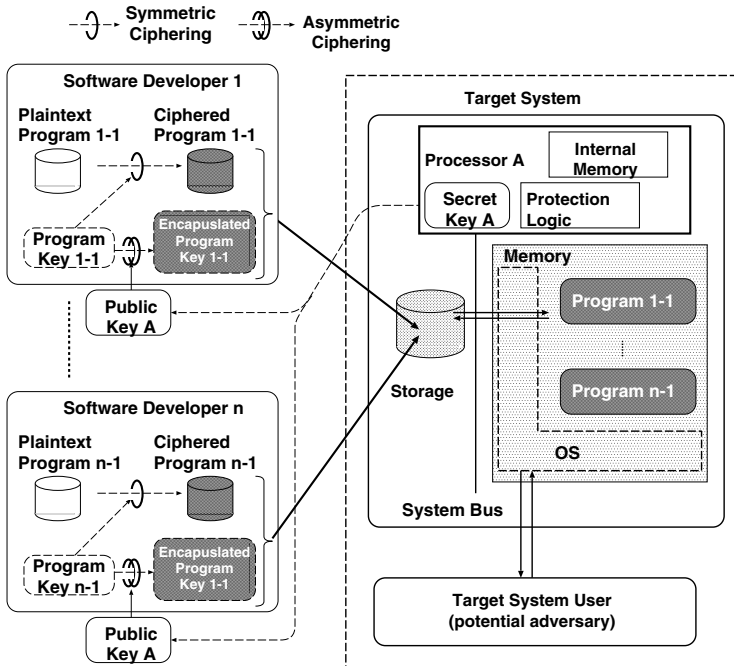 Symmetric
Ciphering
Asymmetric
Ciphering
Software Developer 1
Plaintext
Program 1-1
Ciphered
Program 1-1
Program
Key 1-1
Encapuslated
Program
Key 1-1
Public
Key A
Software Developer n
Plaintext
Program n-1
Ciphered
Program n-1
Program
Key n-1
Encapuslated
Program
Key 1-1
Public
Key A
Target System
Processor A
Internal
Memory
Secret
Key A
Protection
Logic
Memory
Program 1-1
Program n-1
OS
Storage
System Bus
Target System User
(potential adversary)